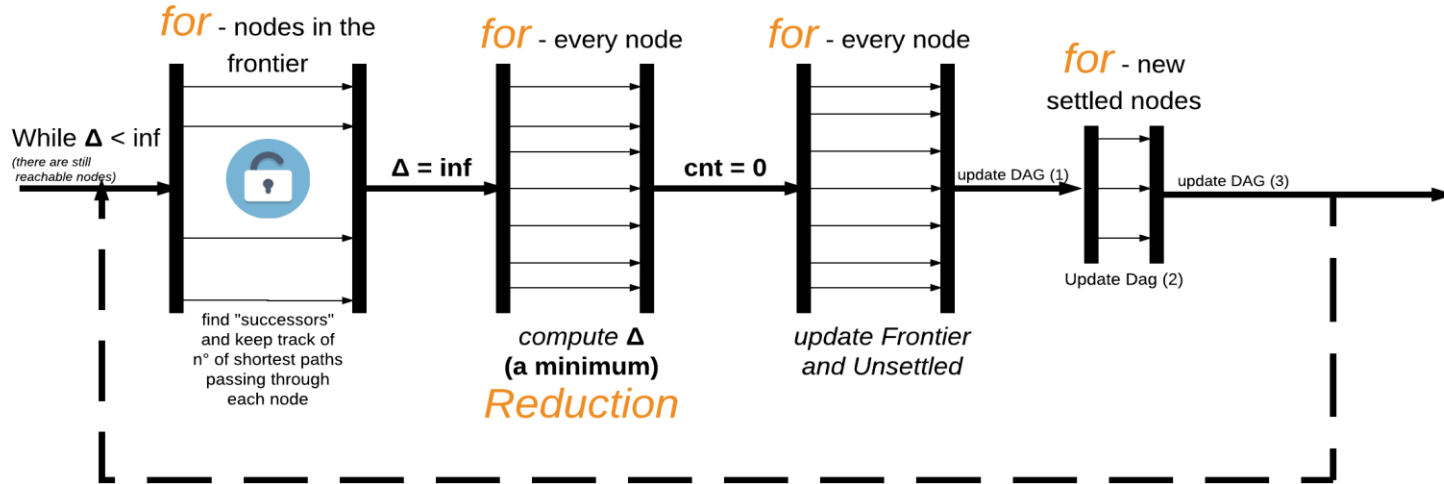 While Δ < inf
(there are still
reachable nodes)
for - nodes in the
frontier
find "successors"
and keep track of
n° of shortest paths
passing through
each node
Δ = inf
for - every node
compute Δ
(a minimum)
Reduction
cnt = 0
for - every node
update Frontier
and Unsettled
update DAG (1)
for - new
settled nodes
Update Dag (2)
update DAG (3)